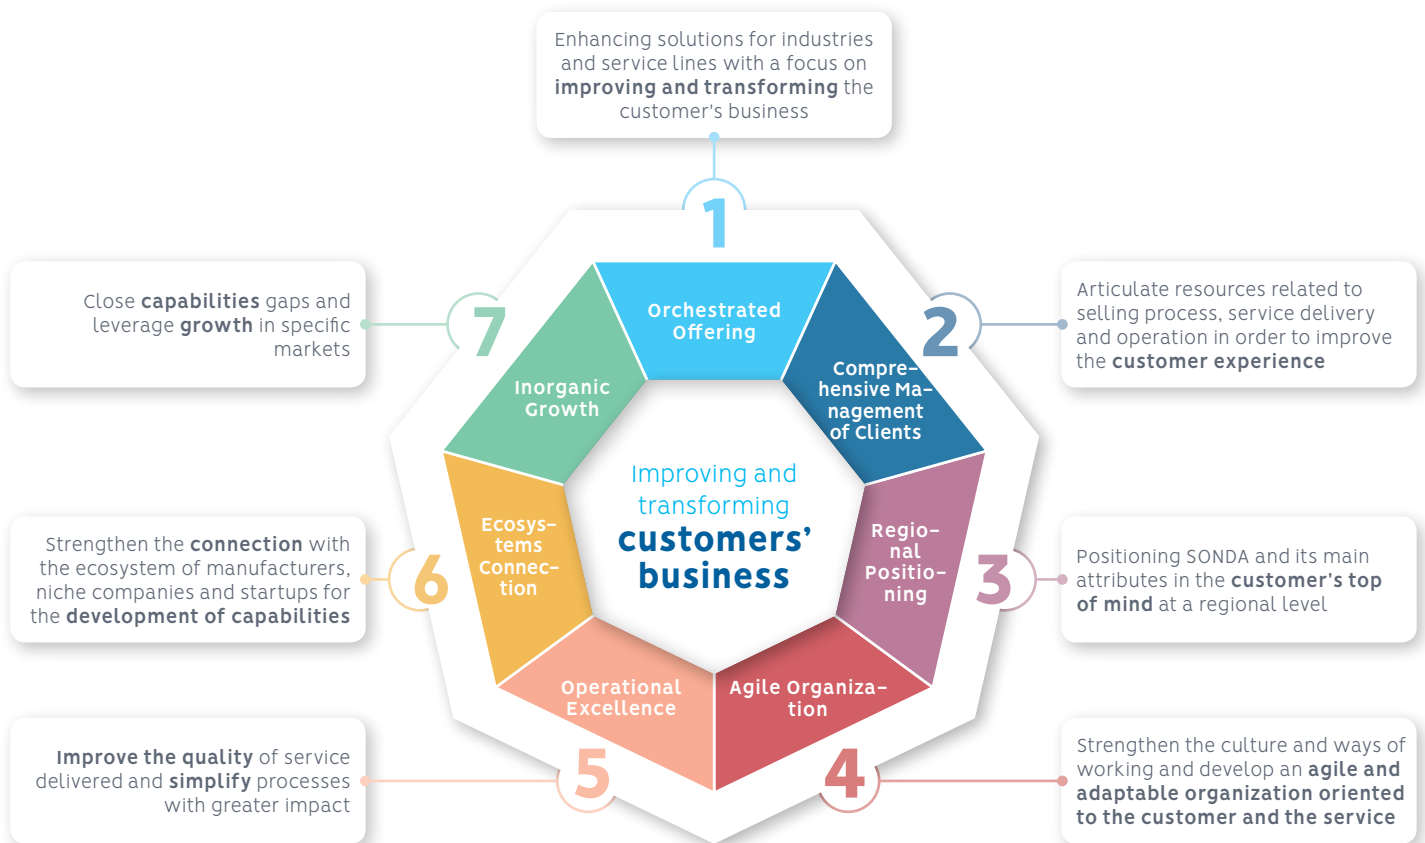 Enhancing solutions for industries
and service lines with a focus on
improving and transforming the
customer's business
1
Orchestrated
Offering
2
Compre-
hensive Ma-
nagement
of Clients
Articulate resources related to
selling process, service delivery
and operation in order to improve
the customer experience
3
Regio-
nal
Positio-
ning
Positioning SONDA and its main
attributes in the customer's top
of mind at a regional level
4
Agile Organiza-
tion
Strengthen the culture and ways of
working and develop an agile and
adaptable organization oriented
to the customer and the service
5
Operational
Excellence
Improve the quality of service
delivered and simplify processes
with greater impact
6
Ecosys-
tems
Connec-
tion
Strengthen the connection with
the ecosystem of manufacturers,
niche companies and startups for
the development of capabilities
7
Inorganic
Growth
Close capabilities gaps and
leverage growth in specific
markets
Improving and
transforming
customers’
business